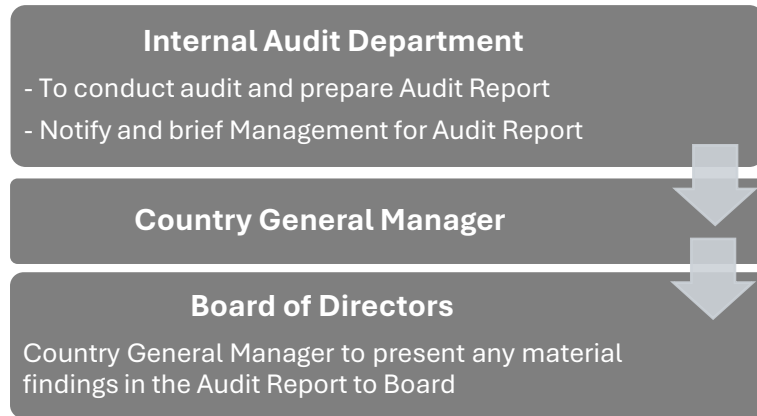 Internal Audit Department
- To conduct audit and prepare Audit Report
- Notify and brief Management for Audit Report
Country General Manager
Board of Directors
Country General Manager to present any material
findings in the Audit Report to Board